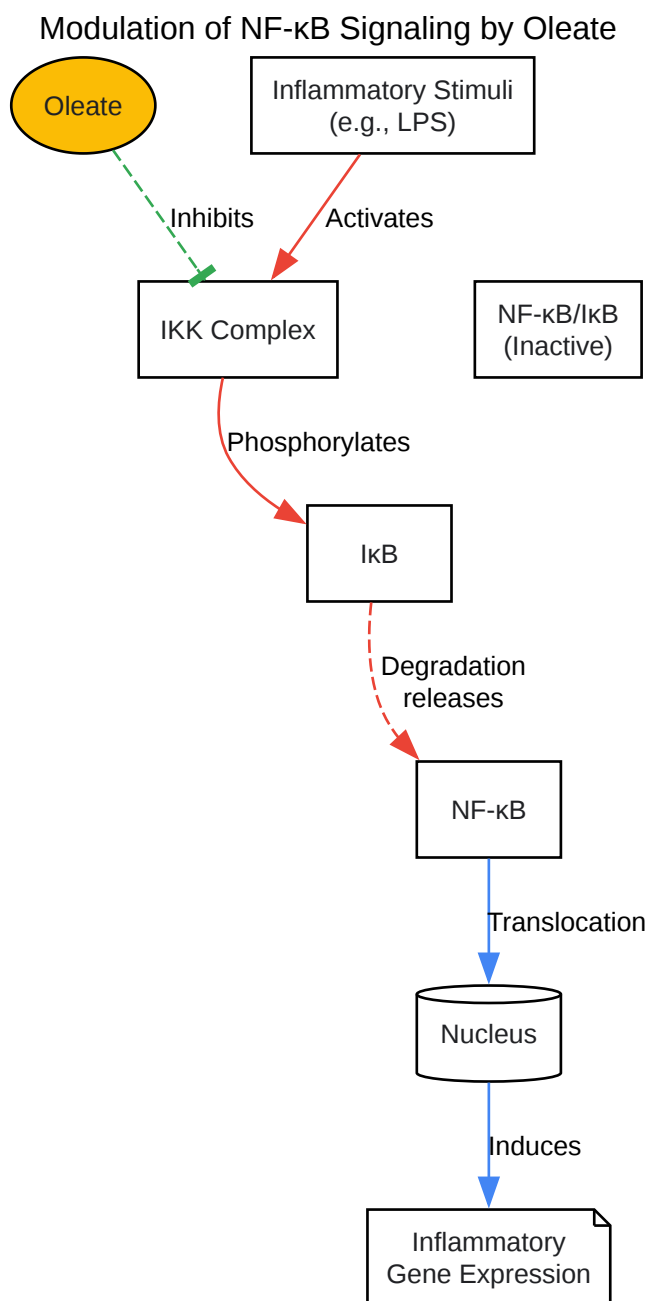 Modulation of NF-κB Signaling by Oleate
Oleate
Inflammatory Stimuli
(e.g., LPS)
Inhibits
Activates
IKK Complex
NF-κB/IκB
(Inactive)
Phosphorylates
IκB
Degradation
releases
NF-κB
Translocation
Nucleus
Induces
Inflammatory
Gene Expression